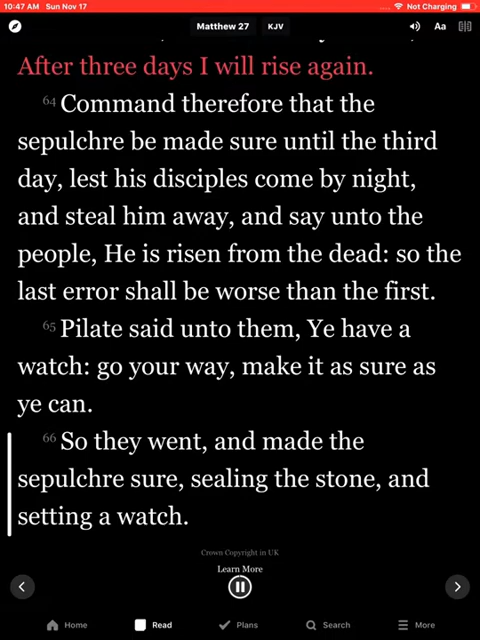 10:47 AM Sun Nov 17
Not Charging
Matthew 27 KJV
Aa
After three days I will rise again.
64 Command therefore that the
sepulchre be made sure until the third
day, lest his disciples come by night,
and steal him away, and say unto the
people, He is risen from the dead: so the
last error shall be worse than the first.
65 Pilate said unto them, Ye have a
watch: go your way, make it as sure as
ye can.
66 So they went, and made the
sepulchre sure, sealing the stone, and
setting a watch.
Crown Copyright in UK
Learn More
Home Read Plans Search More